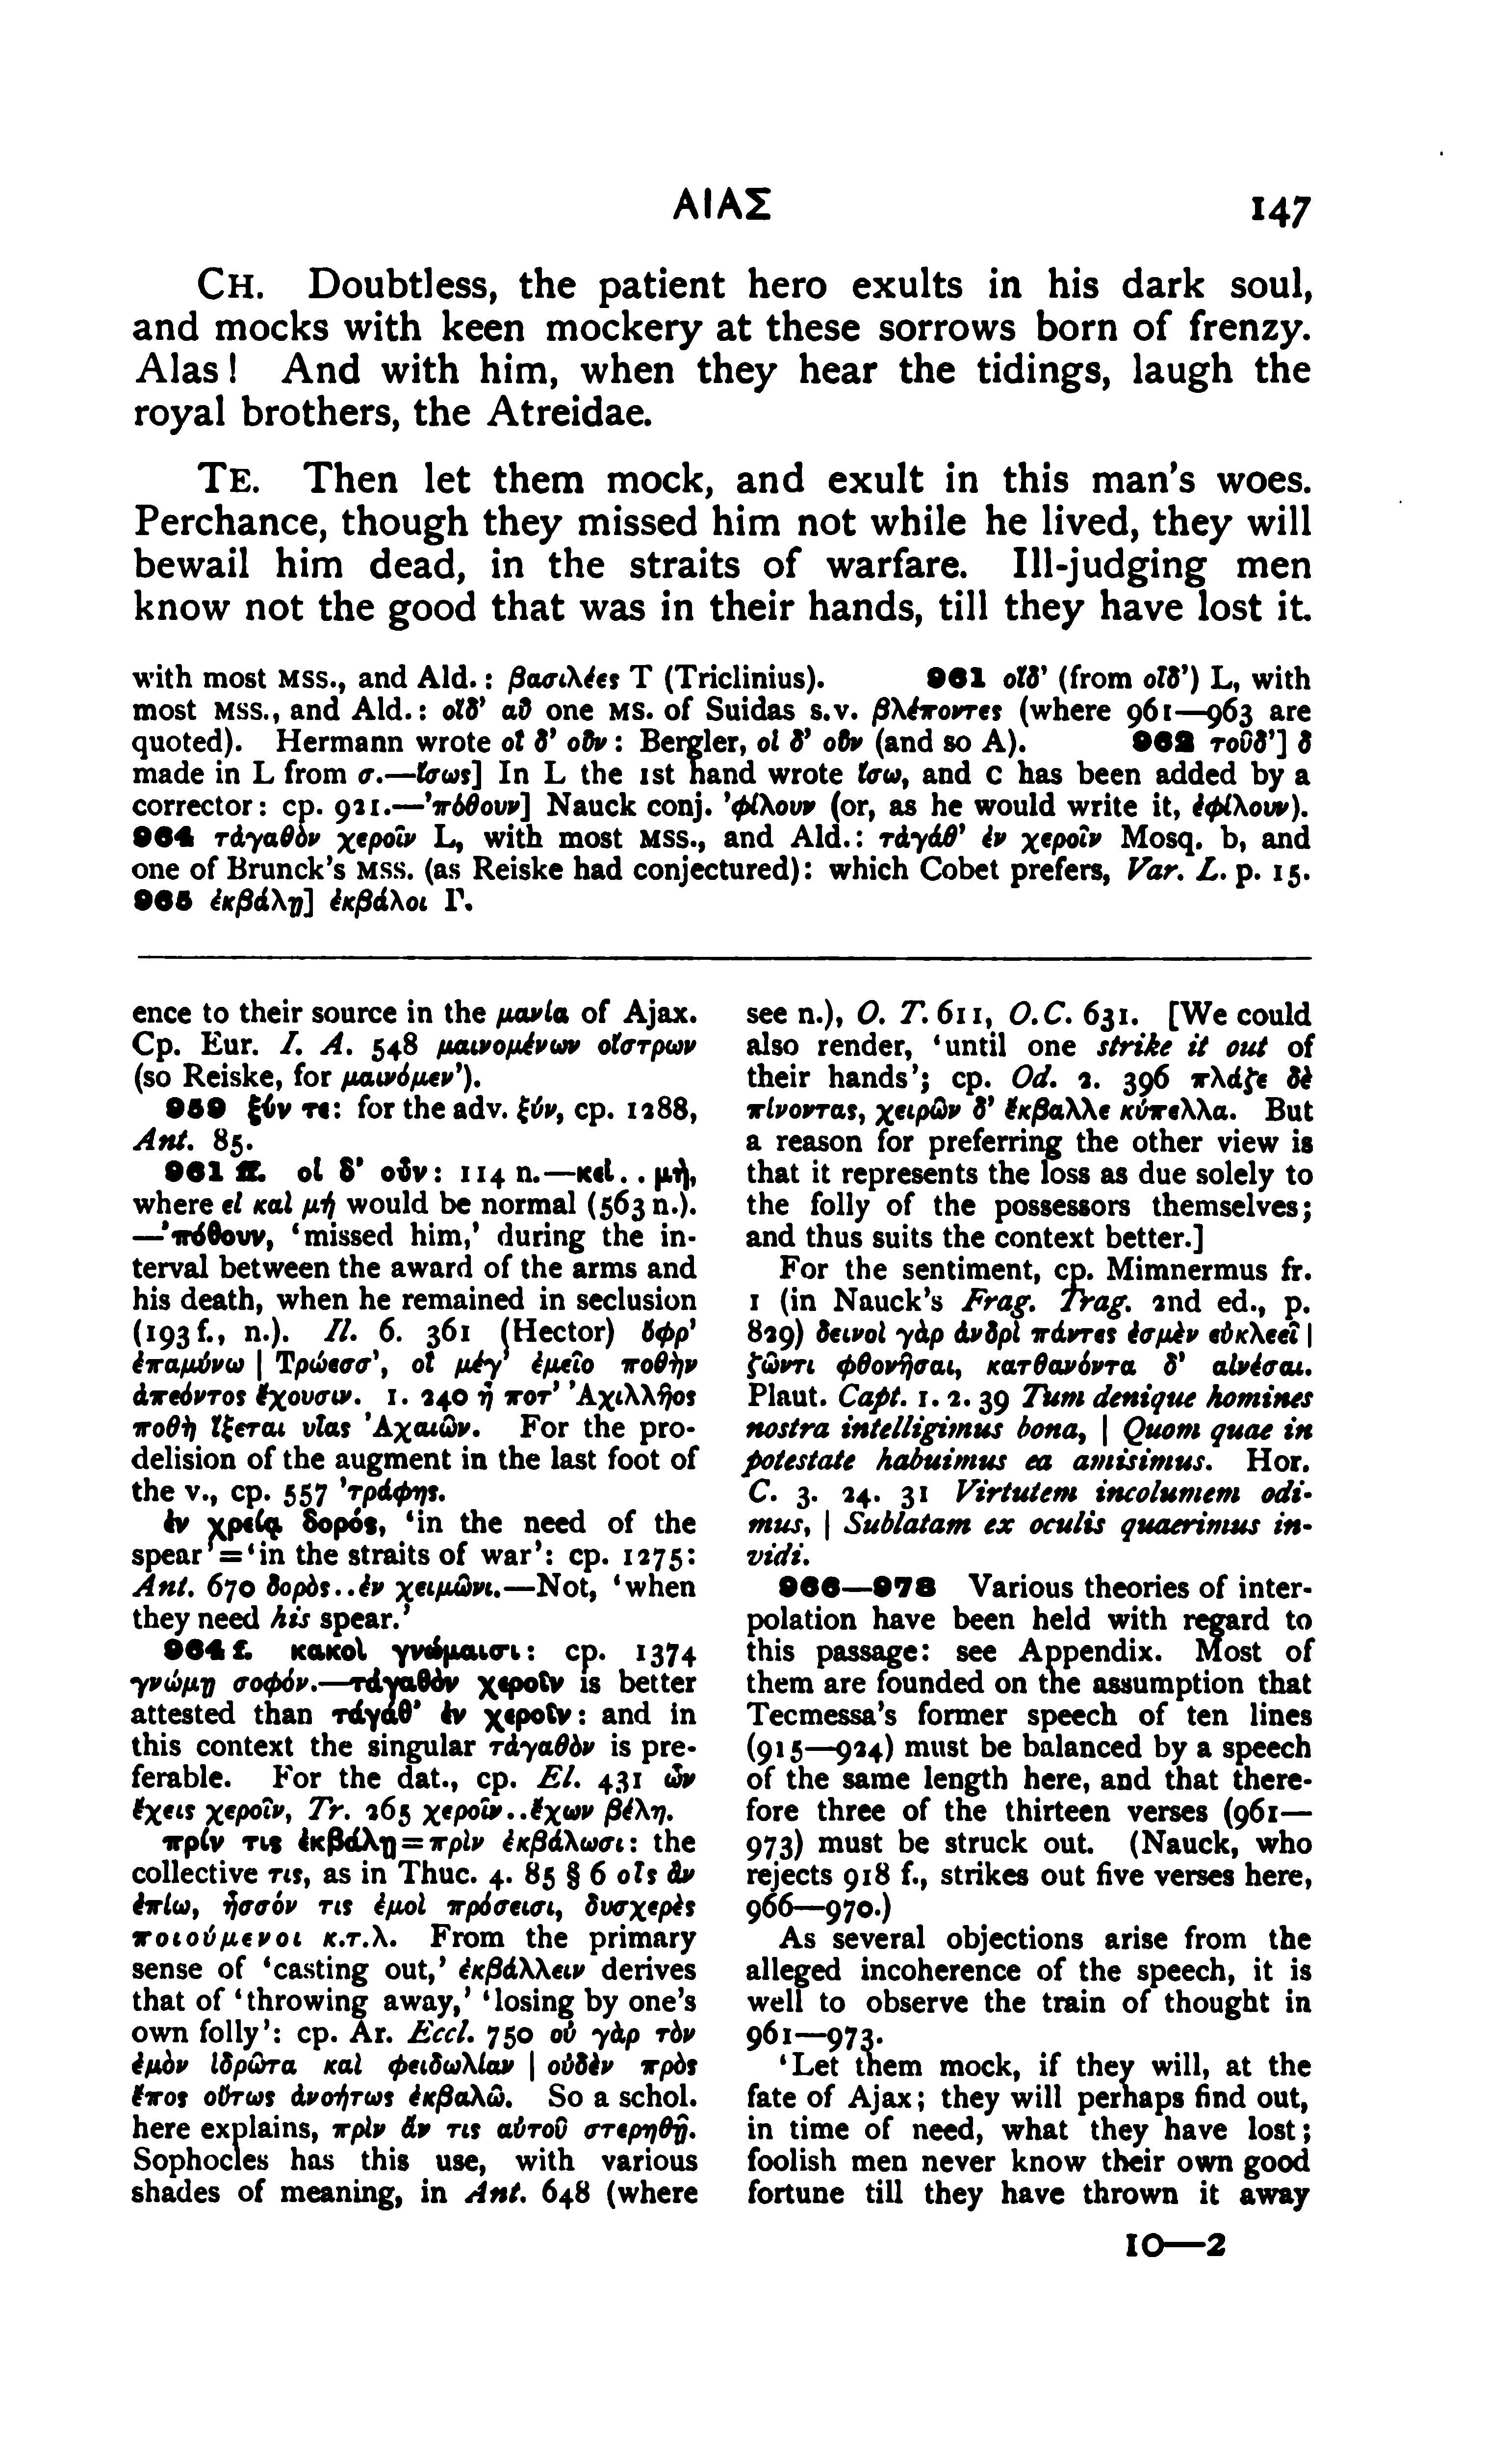 ΑΙΑΣ 147
CH. Doubtless, the patient hero exults in his dark soul,
and mocks with keen mockery at these sorrows born of frenzy.
Alas! And with him, when they hear the tidings, laugh the
royal brothers, the Atreidae.
TE. Then let them mock, and exult in this man's woes.
Perchance, though they missed him not while he lived, they will
bewail him dead, in the straits of warfare. Ill-judging men
know not the good that was in their hands, till they have lost it.
with most MSS., and Ald.: βασιλέες T (Triclinius). 961 οἵδ' (from οἴδ') L, with
most MSS., and Ald.: οἵδ' αὖ one MS. of Suidas s.v. βλέποντες (where 961—963 are
quoted). Hermann wrote οἵ δ' οὖν: Bergler, οἱ δ' οὖν (and so A). 962 τοῦδ'] δ
made in L from σ.—ἴσως] In L the 1st hand wrote ἴσω, and c has been added by a
corrector: cp. 921.—'πόθουν] Nauck conj. 'φίλουν (or, as he would write it, ἐφίλουν).
964 τἀγαθὸν χεροῖν L, with most MSS., and Ald.: τἀγάθ' ἐν χεροῖν Mosq. b, and
one of Brunck's MSS. (as Reiske had conjectured): which Cobet prefers, Var. L. p. 15.
965 ἐκβάλῃ] ἐκβάλοι Γ.
ence to their source in the μανία of Ajax.
Cp. Eur. I. A. 548 μαινομένων οἴστρων
(so Reiske, for μαινόμεν').
959 ξύν τε: for the adv. ξύν, cp. 1288,
Ant. 85.
961 ff. οἱ δ' οὖν: 114 n.—κεἰ..μὴ,
where εἰ καὶ μή would be normal (563 n.).
—'πόθουν, 'missed him,' during the in-
terval between the award of the arms and
his death, when he remained in seclusion
(193 f., n.). Il. 6. 361 (Hector) ὄφρ'
ἐπαμύνω | Τρώεσσ', οἳ μέγ' ἐμεῖο ποθὴν
ἀπεόντος ἔχουσιν. 1. 240 ἦ ποτ' Ἀχιλλῆος
ποθὴ ἵξεται υἷας Ἀχαιῶν. For the pro-
delision of the augment in the last foot of
the v., cp. 557 'τράφης.
ἐν χρείᾳ δορός, 'in the need of the
spear'='in the straits of war': cp. 1275:
Ant. 670 δορὸς..ἐν χειμῶνι.—Not, 'when
they need his spear.'
964 f. κακοὶ γνώμαισι: cp. 1374
γνώμῃ σοφόν.—τἀγαθὸν χεροῖν is better
attested than τἀγάθ' ἐν χεροῖν: and in
this context the singular τἀγαθὸν is pre-
ferable. For the dat., cp. El. 431 ὧν
ἔχεις χεροῖν, Tr. 265 χεροῖν..ἔχων βέλη.
πρίν τις ἐκβάλῃ=πρὶν ἐκβάλωσι: the
collective τις, as in Thuc. 4. 85 § 6 οἷς ἂν
ἐπίω, ἧσσόν τις ἐμοὶ πρόσεισι, δυσχερὲς
ποιούμενοι κ.τ.λ. From the primary
sense of 'casting out,' ἐκβάλλειν derives
that of 'throwing away,' 'losing by one's
own folly': cp. Ar. Eccl. 750 οὐ γὰρ τὸν
ἐμὸν ἱδρῶτα καὶ φειδωλίαν | οὐδὲν πρὸς
ἔπος οὕτως ἀνοήτως ἐκβαλῶ. So a schol.
here explains, πρὶν ἄν τις αὐτοῦ στερηθῇ.
Sophocles has this use, with various
shades of meaning, in Ant. 648 (where
see n.), O. T. 611, O.C. 631. [We could
also render, 'until one strike it out of
their hands'; cp. Od. 2. 396 πλάζε δὲ
πίνοντας, χειρῶν δ' ἔκβαλλε κύπελλα. But
a reason for preferring the other view is
that it represents the loss as due solely to
the folly of the possessors themselves;
and thus suits the context better.]
For the sentiment, cp. Mimnermus fr.
1 (in Nauck's Frag. Trag. 2nd ed., p.
829) δεινοὶ γὰρ ἀνδρὶ πάντες ἐσμὲν εὐκλεεῖ |
ζῶντι φθονῆσαι, κατθανόντα δ' αἰνέσαι.
Plaut. Capt. 1. 2. 39 Tum denique homines
nostra intelligimus bona, | Quom quae in
potestate habuimus ea amisimus. Hor.
C. 3. 24. 31 Virtutem incolumem odi-
mus, | Sublatam ex oculis quaerimus in-
vidi.
966—973 Various theories of inter-
polation have been held with regard to
this passage: see Appendix. Most of
them are founded on the assumption that
Tecmessa's former speech of ten lines
(915—924) must be balanced by a speech
of the same length here, and that there-
fore three of the thirteen verses (961—
973) must be struck out. (Nauck, who
rejects 918 f., strikes out five verses here,
966—970.)
As several objections arise from the
alleged incoherence of the speech, it is
well to observe the train of thought in
961—973.
'Let them mock, if they will, at the
fate of Ajax; they will perhaps find out,
in time of need, what they have lost;
foolish men never know their own good
fortune till they have thrown it away
10—2